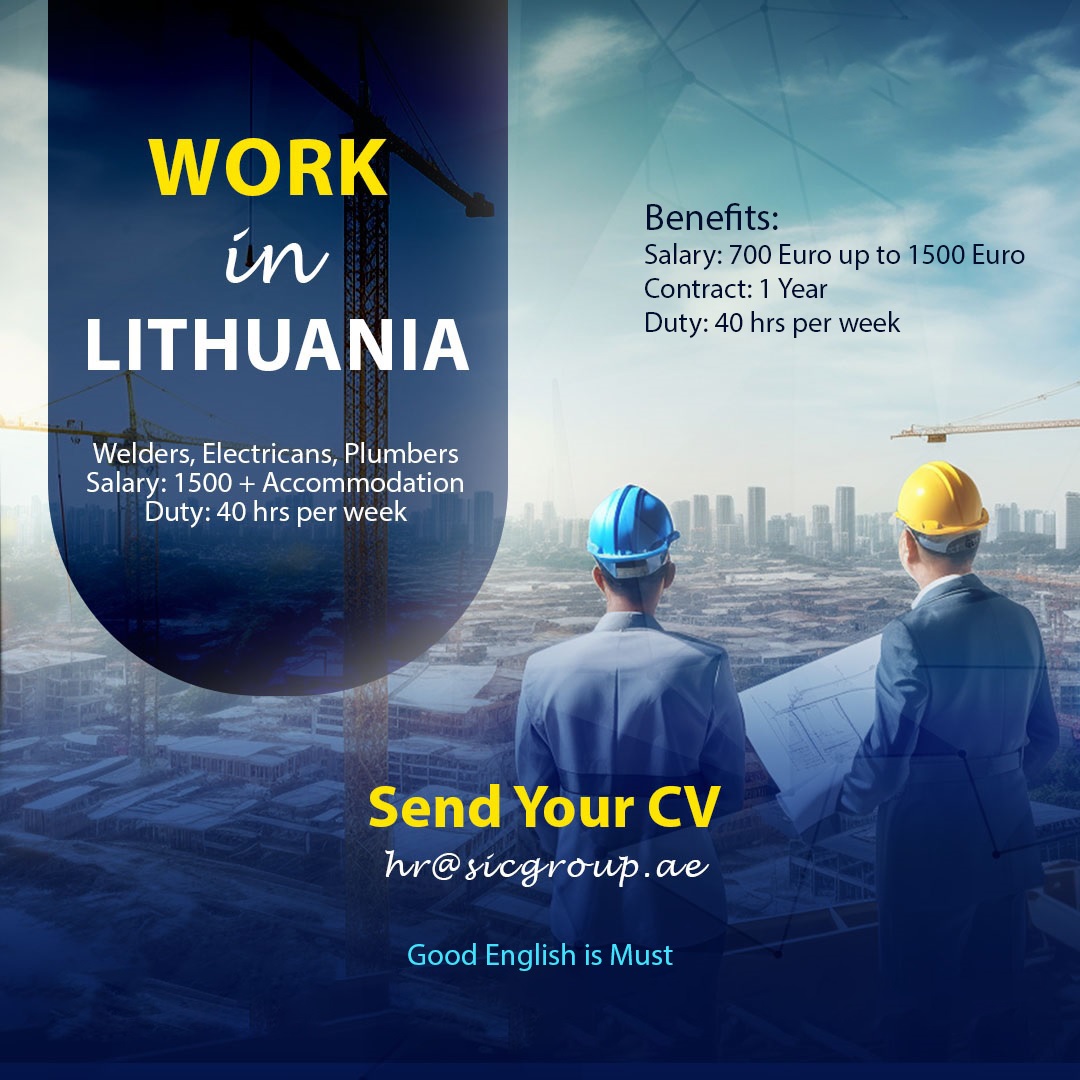 WORK
in
LITHUANIA
Welders, Electricans, Plumbers
Salary: 1500 + Accommodation
Duty: 40 hrs per week
Benefits:
Salary: 700 Euro up to 1500 Euro
Contract: 1 Year
Duty: 40 hrs per week
Send Your CV
hr@sicgroup.ae
Good English is Must